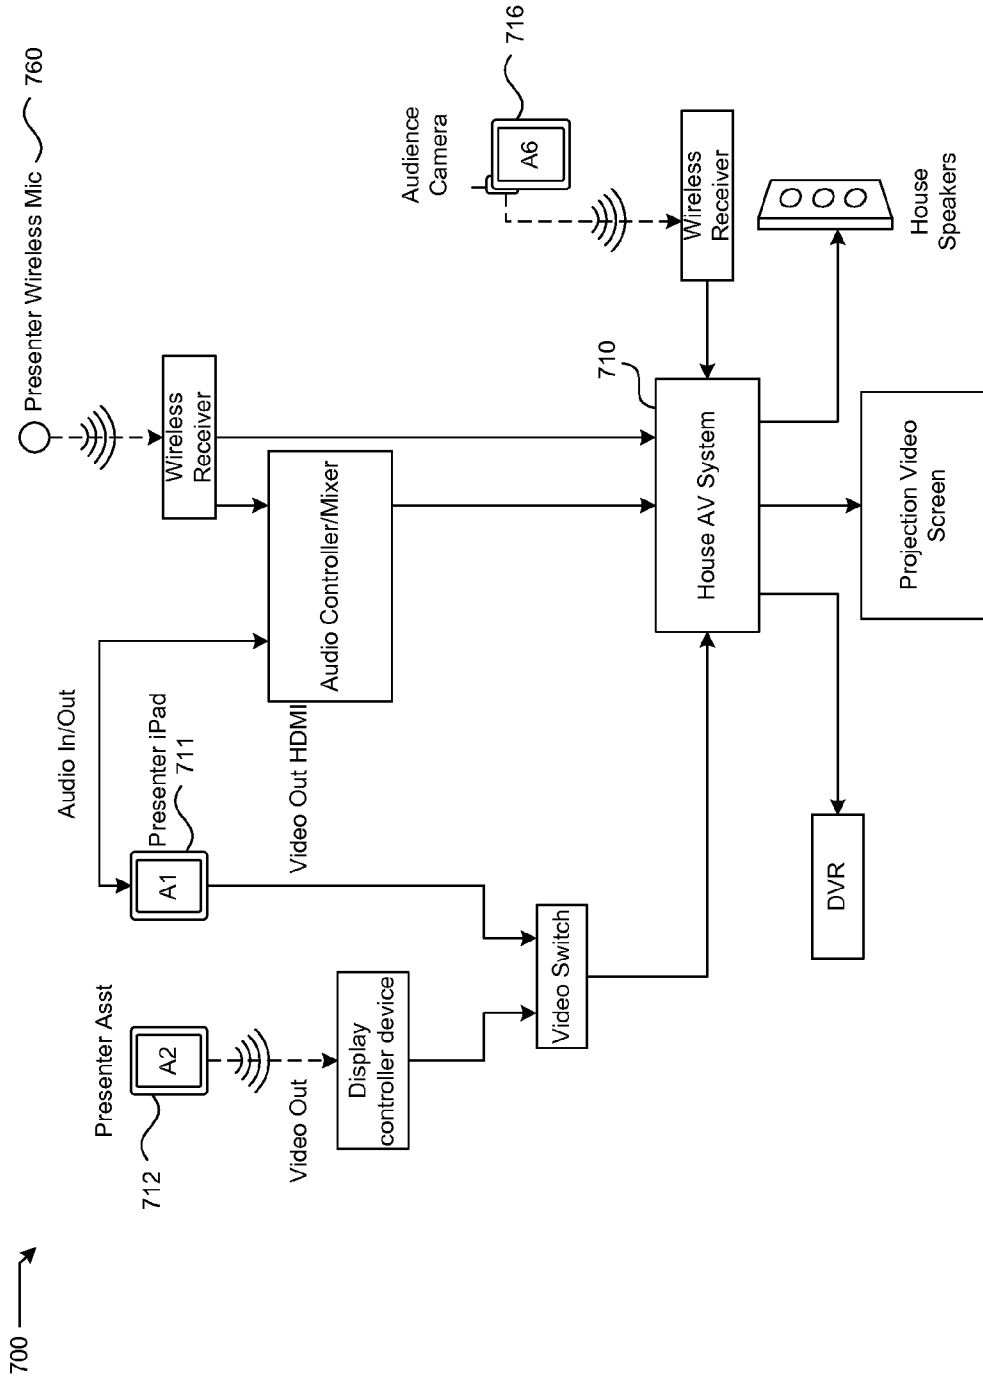 700
Presenter Asst
A2
712
Video Out
Display
controller device
Video Switch
Audio In/Out
Presenter iPad
711
A1
Video Out HDMI
Audio Controller/Mixer
Presenter Wireless Mic
760
Wireless
Receiver
Audience
Camera
716
A6
Wireless
Receiver
710
House AV System
House
Speakers
Projection Video
Screen
DVR